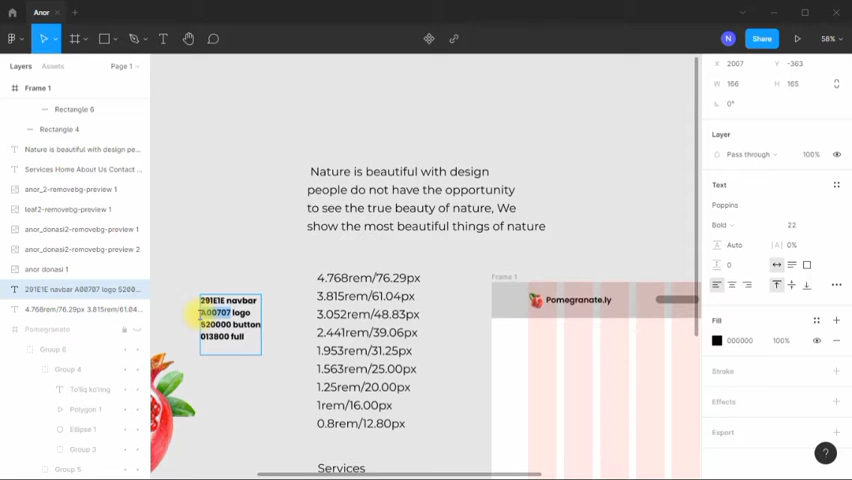 Anor
N
Share
58%
Layers
Assets
Page 1
Frame 1
Rectangle 6
Rectangle 4
Nature is beautiful with design pe...
Services Home About Us Contact ...
anor_2-removebg-preview 1
leaf2-removebg-preview 1
anor_donasi2-removebg-preview 1
anor_donasi2-removebg-preview 2
anor donasi 1
291E1E navbar A00707 logo 5200...
4.768rem/76.29px 3.815rem/61.04...
Pomegranate
Group 6
Group 4
To'liq ko'ring
Polygon 1
Ellipse 1
Group 3
Group 5
Nature is beautiful with design
people do not have the opportunity
to see the true beauty of nature, We
show the most beautiful things of nature
291E1E navbar
A00707 logo
520000 button
013800 full
4.768rem/76.29px
3.815rem/61.04px
3.052rem/48.83px
2.441rem/39.06px
1.953rem/31.25px
1.563rem/25.00px
1.25rem/20.00px
1rem/16.00px
0.8rem/12.80px
Services
Frame 1
Pomegranate.ly
X 2007 Y -363
W 166 H 165
0°
Layer
Pass through 100%
Text
Poppins
Bold 22
Auto 0%
0
Fill
000000 100%
Stroke
Effects
Export
?